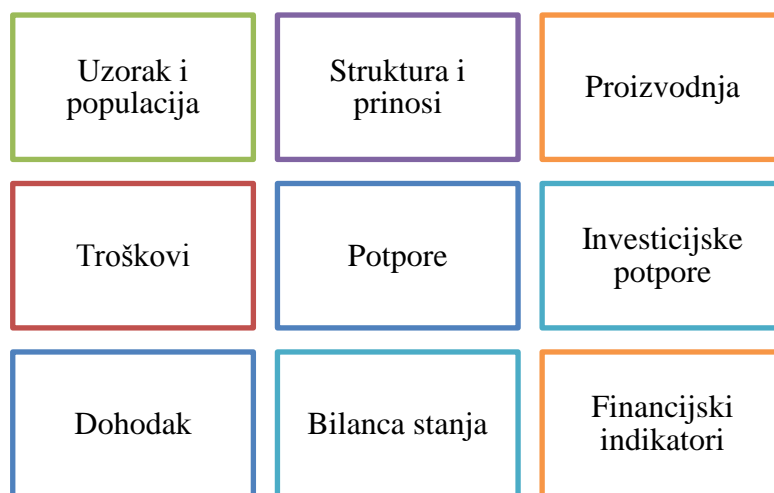 Uzorak i
populacija
Struktura i
prinosi
Proizvodnja
Troškovi
Potpore
Investicijske
potpore
Dohodak
Bilanca stanja
Financijski
indikatori